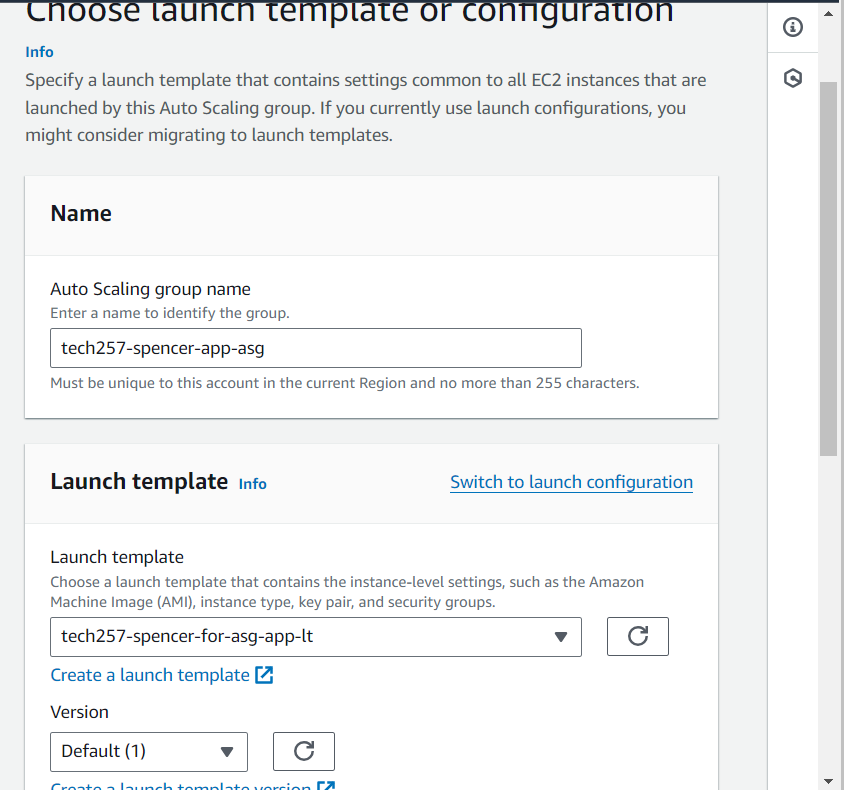 Choose launch template or configuration
Info
Specify a launch template that contains settings common to all EC2 instances that are
launched by this Auto Scaling group. If you currently use launch configurations, you
might consider migrating to launch templates.
Name
Auto Scaling group name
Enter a name to identify the group.
tech257-spencer-app-asg
Must be unique to this account in the current Region and no more than 255 characters.
Launch template Info Switch to launch configuration
Launch template
Choose a launch template that contains the instance-level settings, such as the Amazon
Machine Image (AMI), instance type, key pair, and security groups.
tech257-spencer-for-asg-app-lt
Create a launch template
Version
Default (1)
Create a launch template version